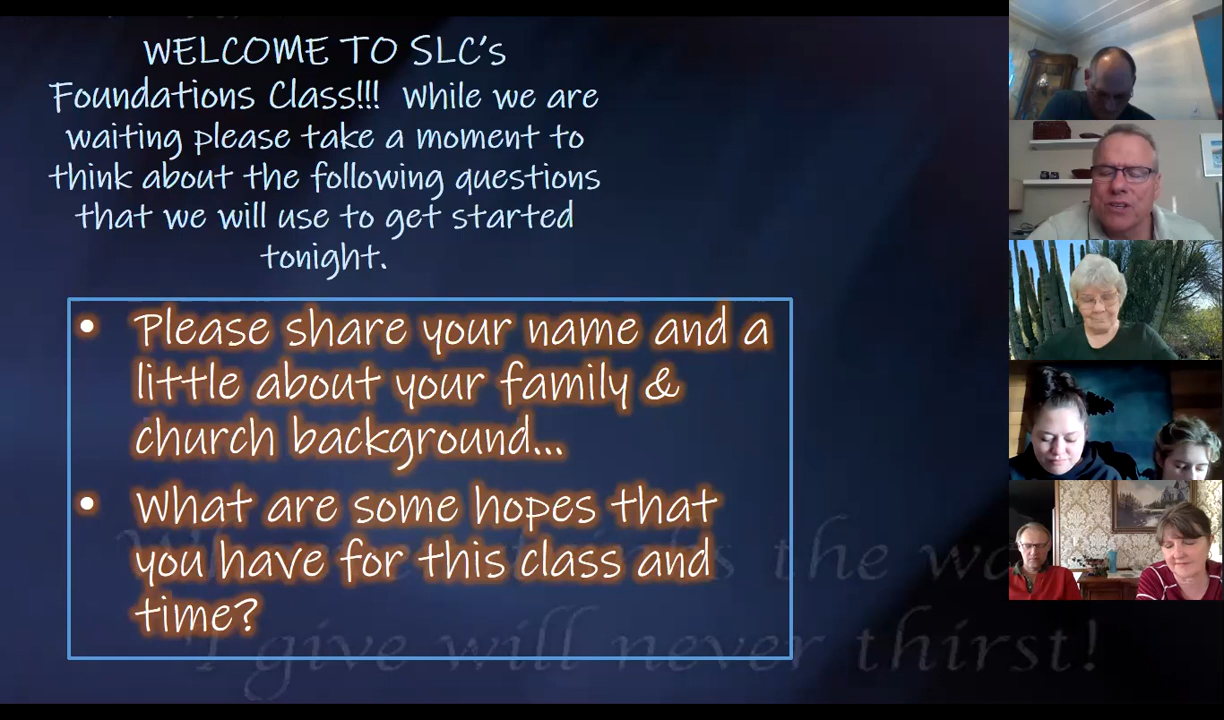 WELCOME TO SLC's
Foundations Class!!! While we are
waiting please take a moment to
think about the following questions
that we will use to get started
tonight.
• Please share your name and a
little about your family &
church background...
• What are some hopes that
you have for this class and
time?
the wa
I give will never thirst!